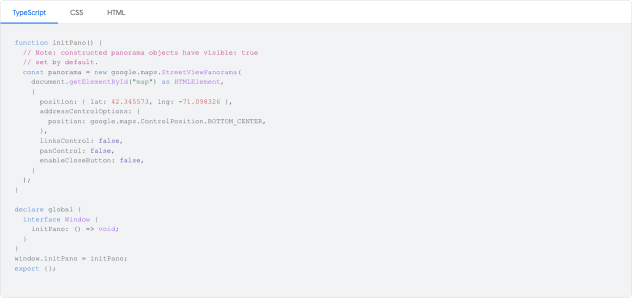 TypeScript CSS HTML
function initPano() {
// Note: constructed panorama objects have visible: true
// set by default.
const panorama = new google.maps.StreetViewPanorama(
document.getElementById("map") as HTMLElement,
{
position: { lat: 42.345573, lng: -71.098326 },
addressControlOptions: {
position: google.maps.ControlPosition.BOTTOM_CENTER,
},
linksControl: false,
panControl: false,
enableCloseButton: false,
}
);
}
declare global {
interface Window {
initPano: () => void;
}
}
window.initPano = initPano;
export {};